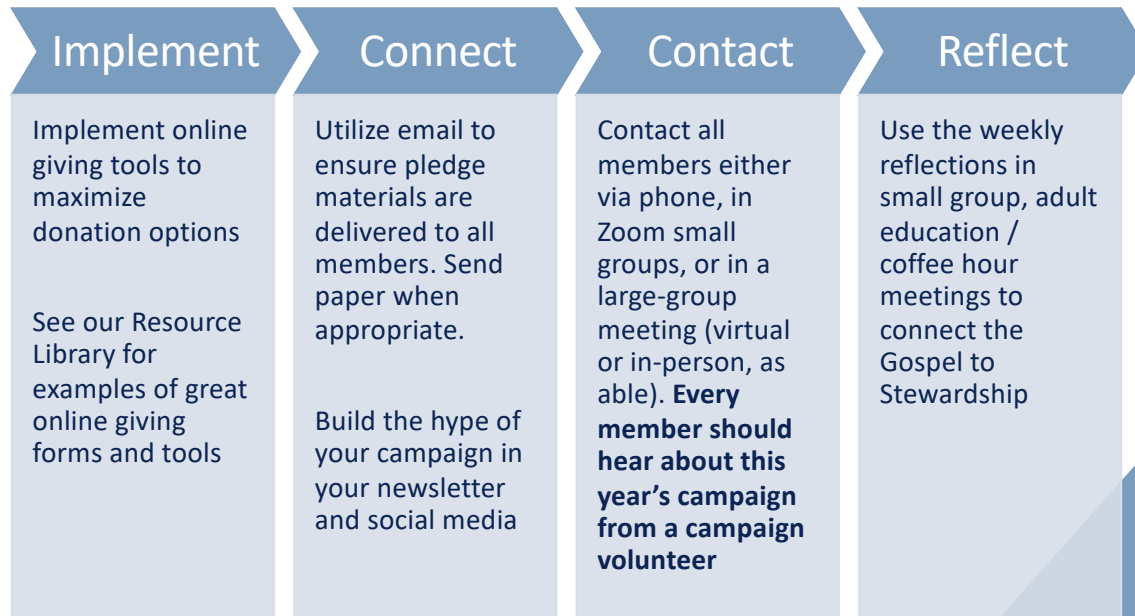 Implement
Implement online
giving tools to
maximize
donation options
See our Resource
Library for
examples of great
online giving
forms and tools
Connect
Utilize email to
ensure pledge
materials are
delivered to all
members. Send
paper when
appropriate.
Build the hype of
your campaign in
your newsletter
and social media
Contact
Contact all
members either
via phone, in
Zoom small
groups, or in a
large-group
meeting (virtual
or in-person, as
able). Every
member should
hear about this
year’s campaign
from a campaign
volunteer
Reflect
Use the weekly
reflections in
small group, adult
education /
coffee hour
meetings to
connect the
Gospel to
Stewardship